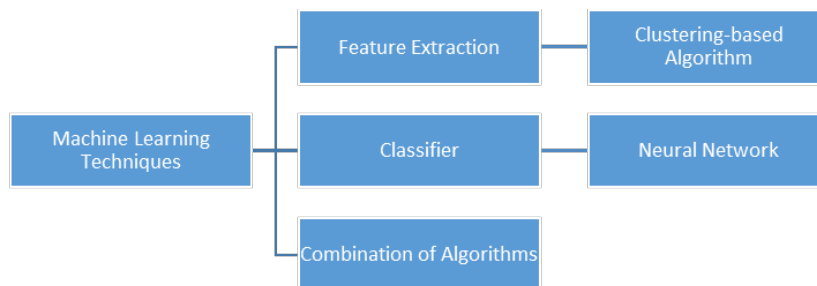 Feature Extraction
Clustering-based
Algorithm
Machine Learning
Techniques
Classifier
Neural Network
Combination of Algorithms